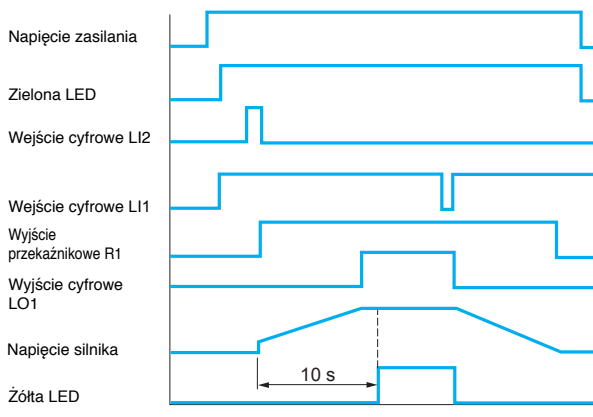 Napięcie zasilania
Zielona LED
Wejście cyfrowe LI2
Wejście cyfrowe LI1
Wyjście
przekaźnikowe R1
Wyjście cyfrowe
LO1
Napięcie silnika
10 s
Żółta LED